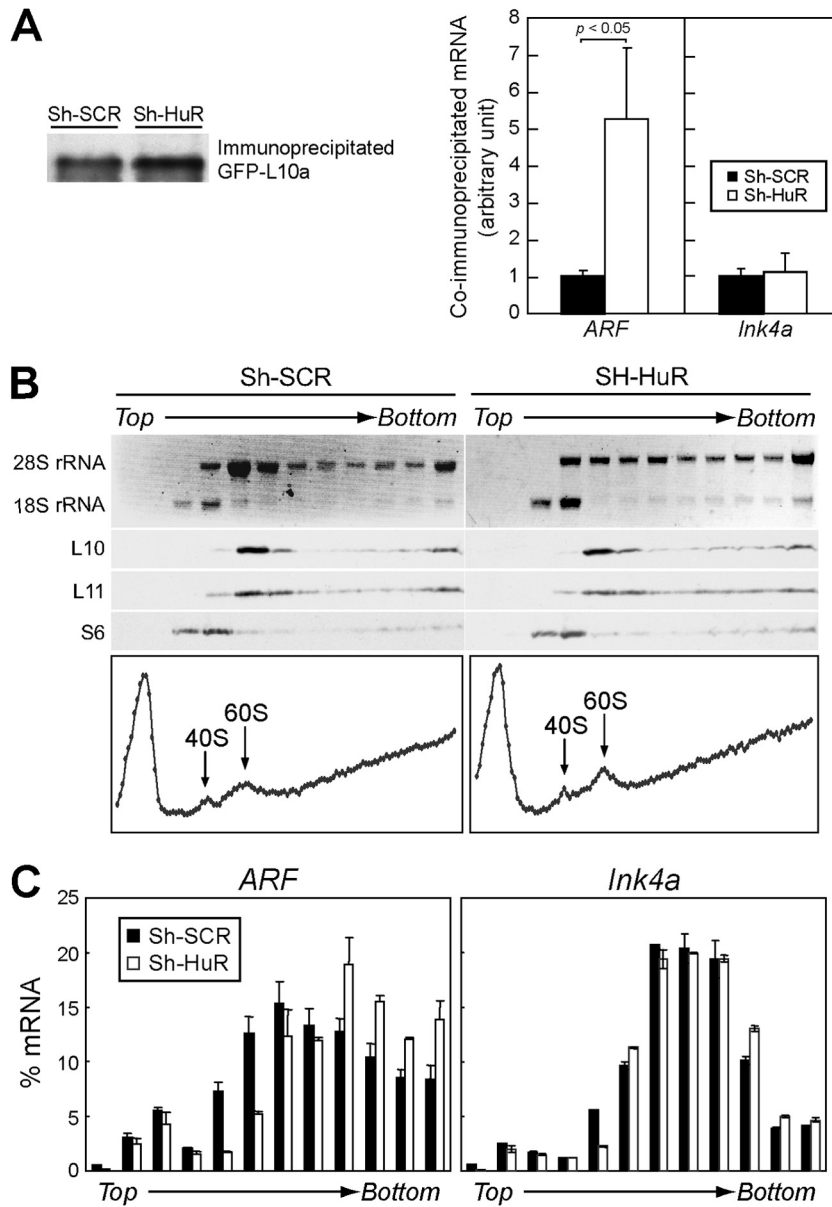 A
Sh-SCR Sh-HuR
Immunoprecipitated
GFP-L10a
Co-immunoprecipitated mRNA
(arbitrary unit)
8
7
6
5
4
3
2
1
0
p < 0.05
Sh-SCR
Sh-HuR
ARF Ink4a
B
Sh-SCR SH-HuR
Top Bottom Top Bottom
28S rRNA
18S rRNA
L10
L11
S6
40S 60S 40S 60S
C
ARF Ink4a
% mRNA
25
20
15
10
5
0
Sh-SCR
Sh-HuR
Top Bottom Top Bottom